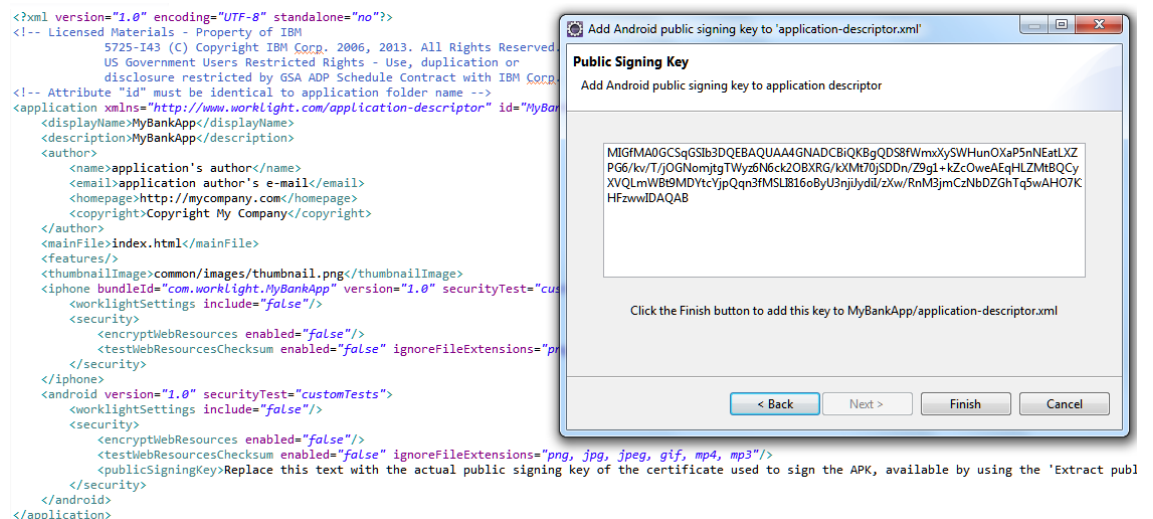 <?xml version="1.0" encoding="UTF-8" standalone="no"?>
<!-- Licensed Materials - Property of IBM
5725-I43 (C) Copyright IBM Corp. 2006, 2013. All Rights Reserved.
US Government Users Restricted Rights - Use, duplication or
disclosure restricted by GSA ADP Schedule Contract with IBM Corp.
<!-- Attribute "id" must be identical to application folder name -->
<application xmlns="http://www.worklight.com/application-descriptor" id="MyBan
<displayName>MyBankApp</displayName>
<description>MyBankApp</description>
<author>
<name>application's author</name>
<email>application author's e-mail</email>
<homepage>http://mycompany.com</homepage>
<copyright>Copyright My Company</copyright>
</author>
<mainFile>index.html</mainFile>
<features/>
<thumbnailImage>common/images/thumbnail.png</thumbnailImage>
<iphone bundleId="com.worklight.MyBankApp" version="1.0" securityTest="cus
<worklightSettings include="false"/>
<security>
<encryptWebResources enabled="false"/>
<testWebResourcesChecksum enabled="false" ignoreFileExtensions="pn
</security>
</iphone>
<android version="1.0" securityTest="customTests">
<worklightSettings include="false"/>
<security>
<encryptWebResources enabled="false"/>
<testWebResourcesChecksum enabled="false" ignoreFileExtensions="png, jpg, jpeg, gif, mp4, mp3"/>
<publicSigningKey>Replace this text with the actual public signing key of the certificate used to sign the APK, available by using the 'Extract publ
</security>
</android>
</application>
Add Android public signing key to 'application-descriptor.xml'
Public Signing Key
Add Android public signing key to application descriptor
MIGfMA0GCSqGSIb3DQEBAQUAA4GNADCBiQKBgQDS8fWmxXySWHunOXaP5nNEatLXZ
PG6/kv/T/jOGNomjtgTWyz6N6ck2OBXRG/kXMt70jSDDn/Z9g1+kZcOweAEqHLZMtBQCy
XVQLmWBt9MDYtcYjpQqn3fMSLI816oByU3njiJydiI/zXw/RnM3jmCzNbDZGhTq5wAHO7K
HFzwwIDAQAB
Click the Finish button to add this key to MyBankApp/application-descriptor.xml
< Back
Next >
Finish
Cancel